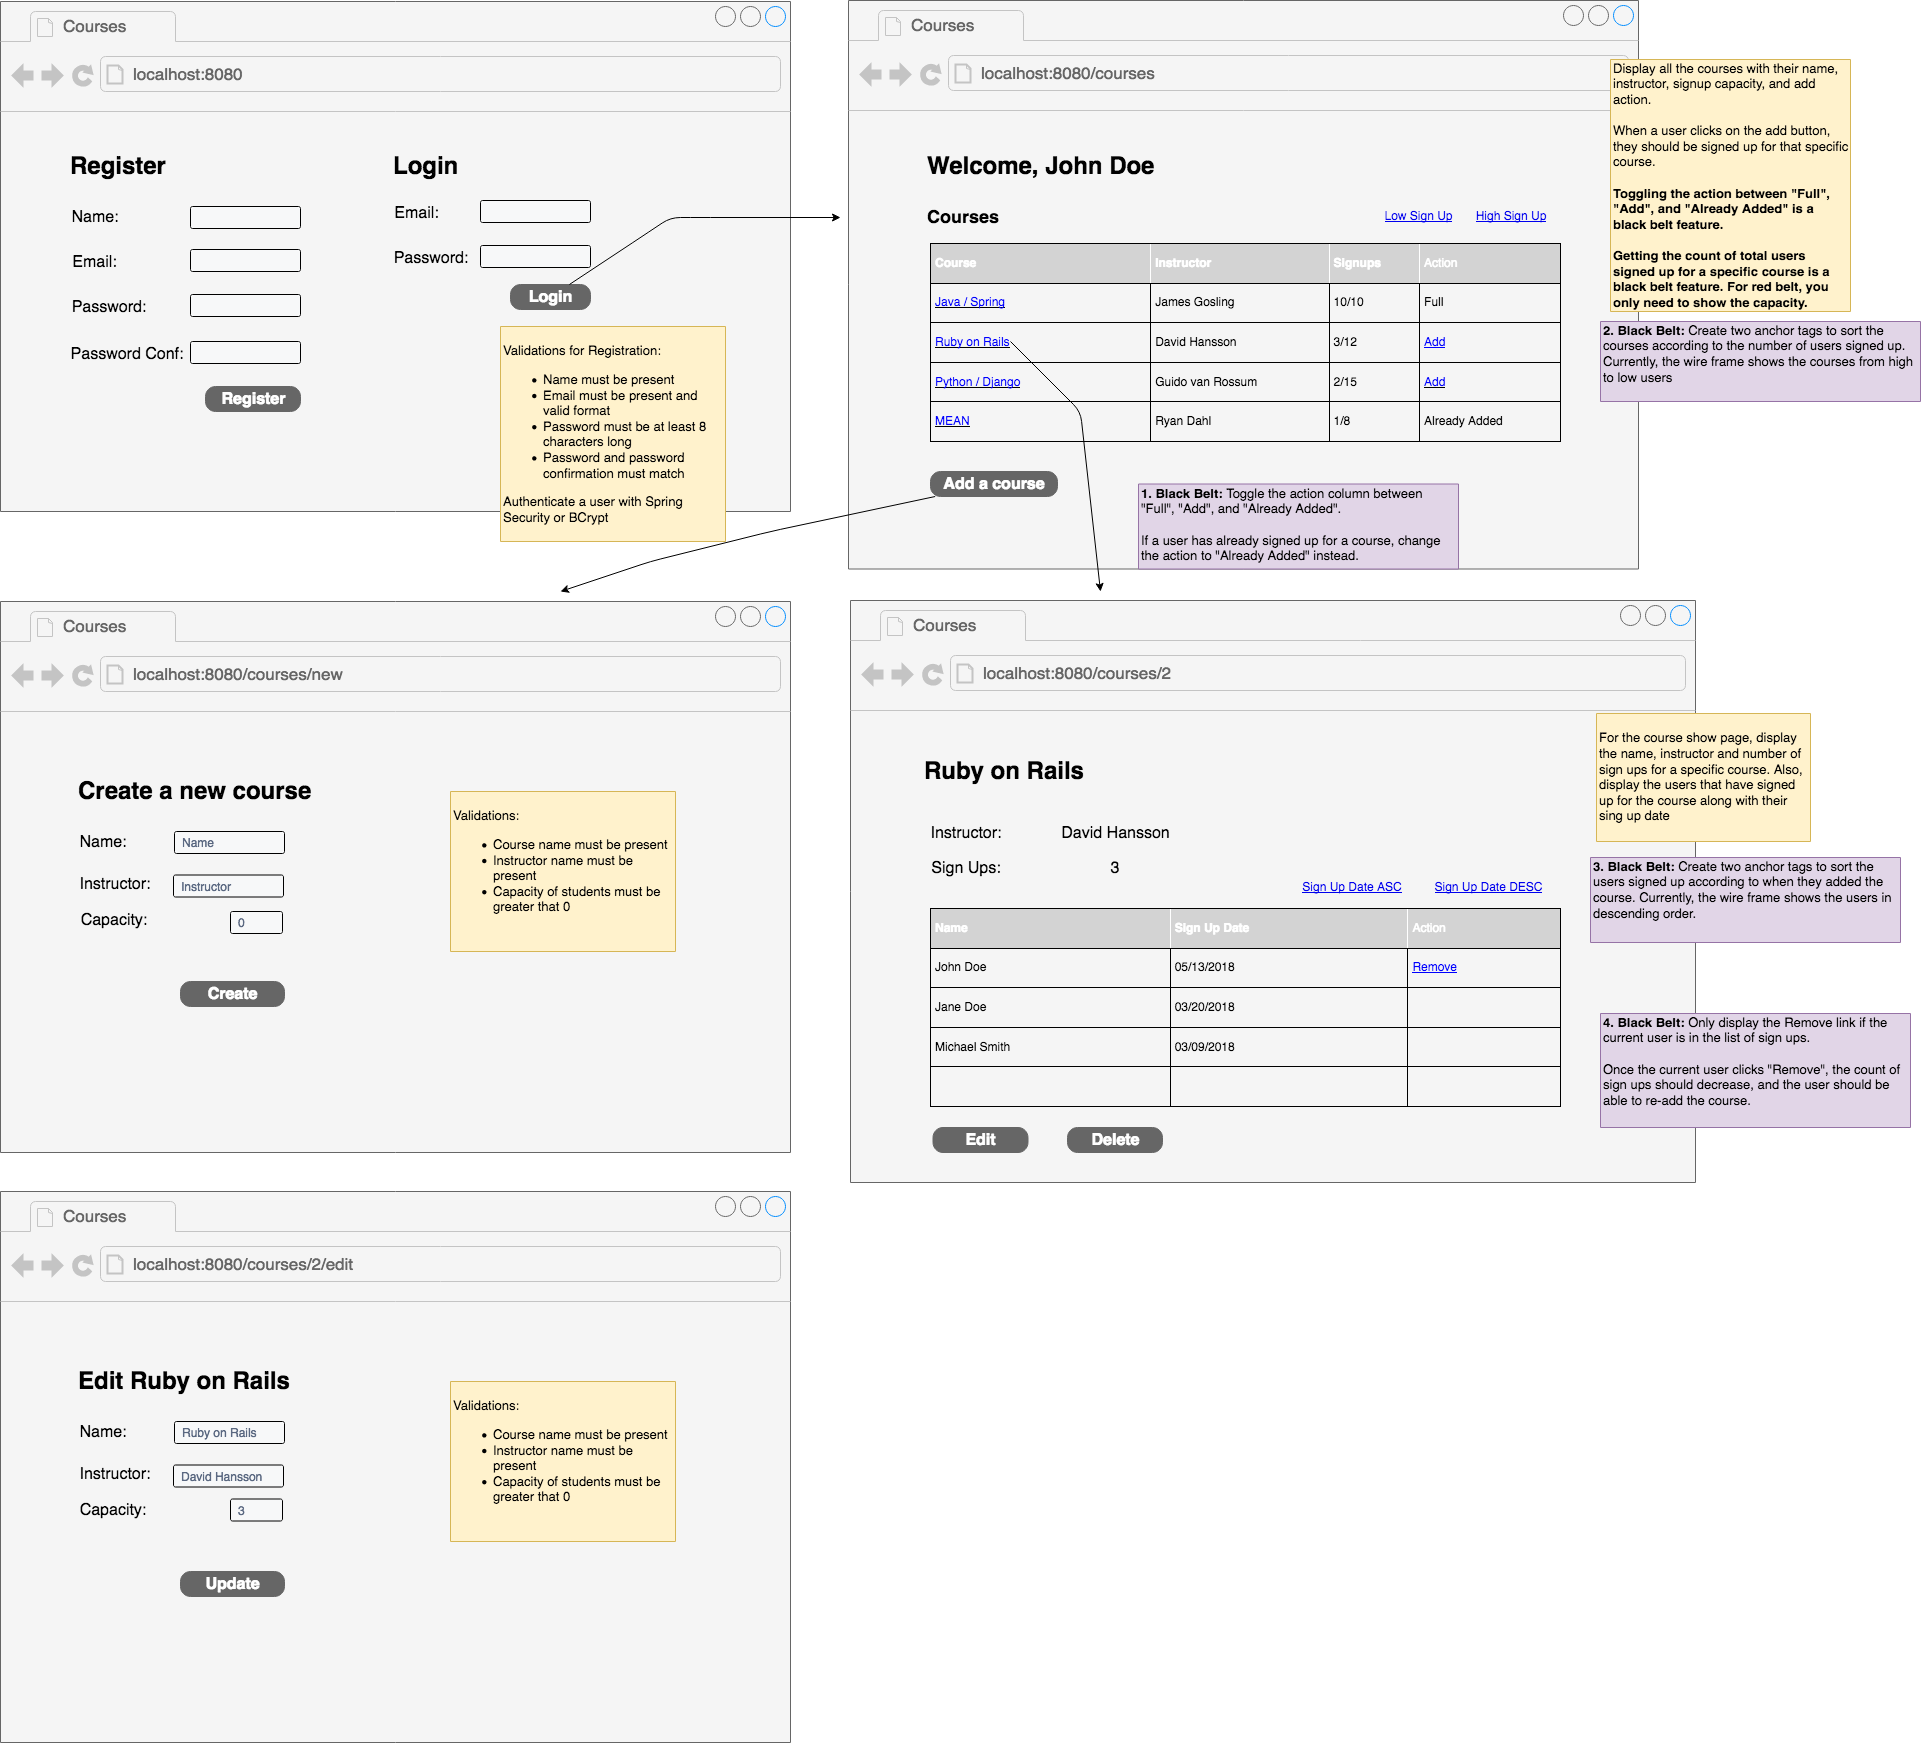 Courses
localhost:8080
Register
Name:
Email:
Password:
Password Conf:
Register
Login
Email:
Password:
Login
Validations for Registration:
• Name must be present
• Email must be present and
valid format
• Password must be at least 8
characters long
• Password and password
confirmation must match
Authenticate a user with Spring
Security or BCrypt
Courses
localhost:8080/courses
Welcome, John Doe
Courses
Low Sign Up High Sign Up
Course Instructor Signups Action
Java / Spring James Gosling 10/10 Full
Ruby on Rails David Hansson 3/12 Add
Python / Django Guido van Rossum 2/15 Add
MEAN Ryan Dahl 1/8 Already Added
Add a course
1. Black Belt: Toggle the action column between
"Full", "Add", and "Already Added".
If a user has already signed up for a course, change
the action to "Already Added" instead.
Display all the courses with their name,
instructor, signup capacity, and add
action.
When a user clicks on the add button,
they should be signed up for that specific
course.
Toggling the action between "Full",
"Add", and "Already Added" is a
black belt feature.
Getting the count of total users
signed up for a specific course is a
black belt feature. For red belt, you
only need to show the capacity.
2. Black Belt: Create two anchor tags to sort the
courses according to the number of users signed up.
Currently, the wire frame shows the courses from high
to low users
Courses
localhost:8080/courses/new
Create a new course
Name: Name
Instructor: Instructor
Capacity: 0
Create
Validations:
• Course name must be present
• Instructor name must be
present
• Capacity of students must be
greater that 0
Courses
localhost:8080/courses/2
Ruby on Rails
Instructor: David Hansson
Sign Ups: 3
Sign Up Date ASC Sign Up Date DESC
Name Sign Up Date Action
John Doe 05/13/2018 Remove
Jane Doe 03/20/2018
Michael Smith 03/09/2018
Edit Delete
For the course show page, display
the name, instructor and number of
sign ups for a specific course. Also,
display the users that have signed
up for the course along with their
sing up date
3. Black Belt: Create two anchor tags to sort the
users signed up according to when they added the
course. Currently, the wire frame shows the users in
descending order.
4. Black Belt: Only display the Remove link if the
current user is in the list of sign ups.
Once the current user clicks "Remove", the count of
sign ups should decrease, and the user should be
able to re-add the course.
Courses
localhost:8080/courses/2/edit
Edit Ruby on Rails
Name: Ruby on Rails
Instructor: David Hansson
Capacity: 3
Update
Validations:
• Course name must be present
• Instructor name must be
present
• Capacity of students must be
greater that 0